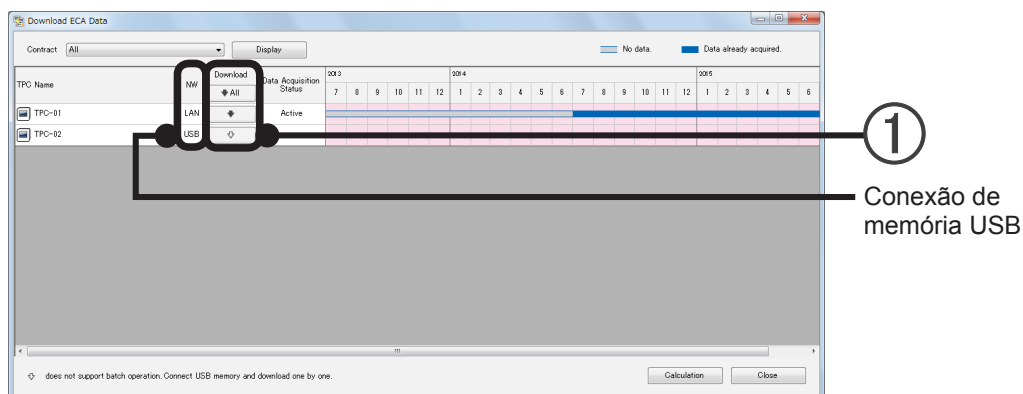 Download ECA Data
Contract All Display No data. Data already acquired.
TPC Name NW Download All Data Acquisition Status
2013 2014 2015
7 8 9 10 11 12 1 2 3 4 5 6 7 8 9 10 11 12 1 2 3 4 5 6
TPC-01 LAN Active
TPC-02 USB
1
Conexão de
memória USB
does not support batch operation. Connect USB memory and download one by one. Calculation Close